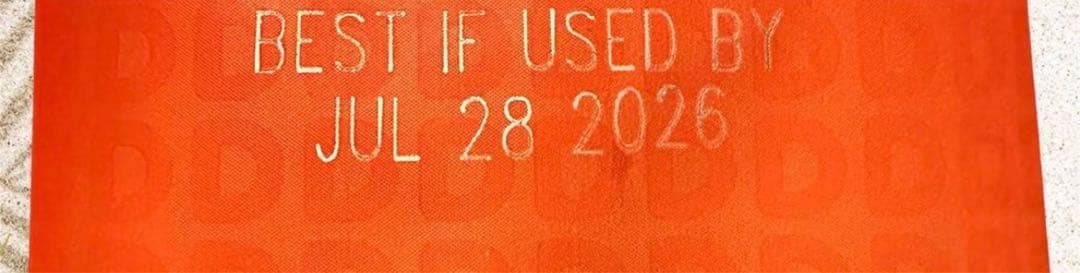 BEST IF USED BY
JUL 28 2026